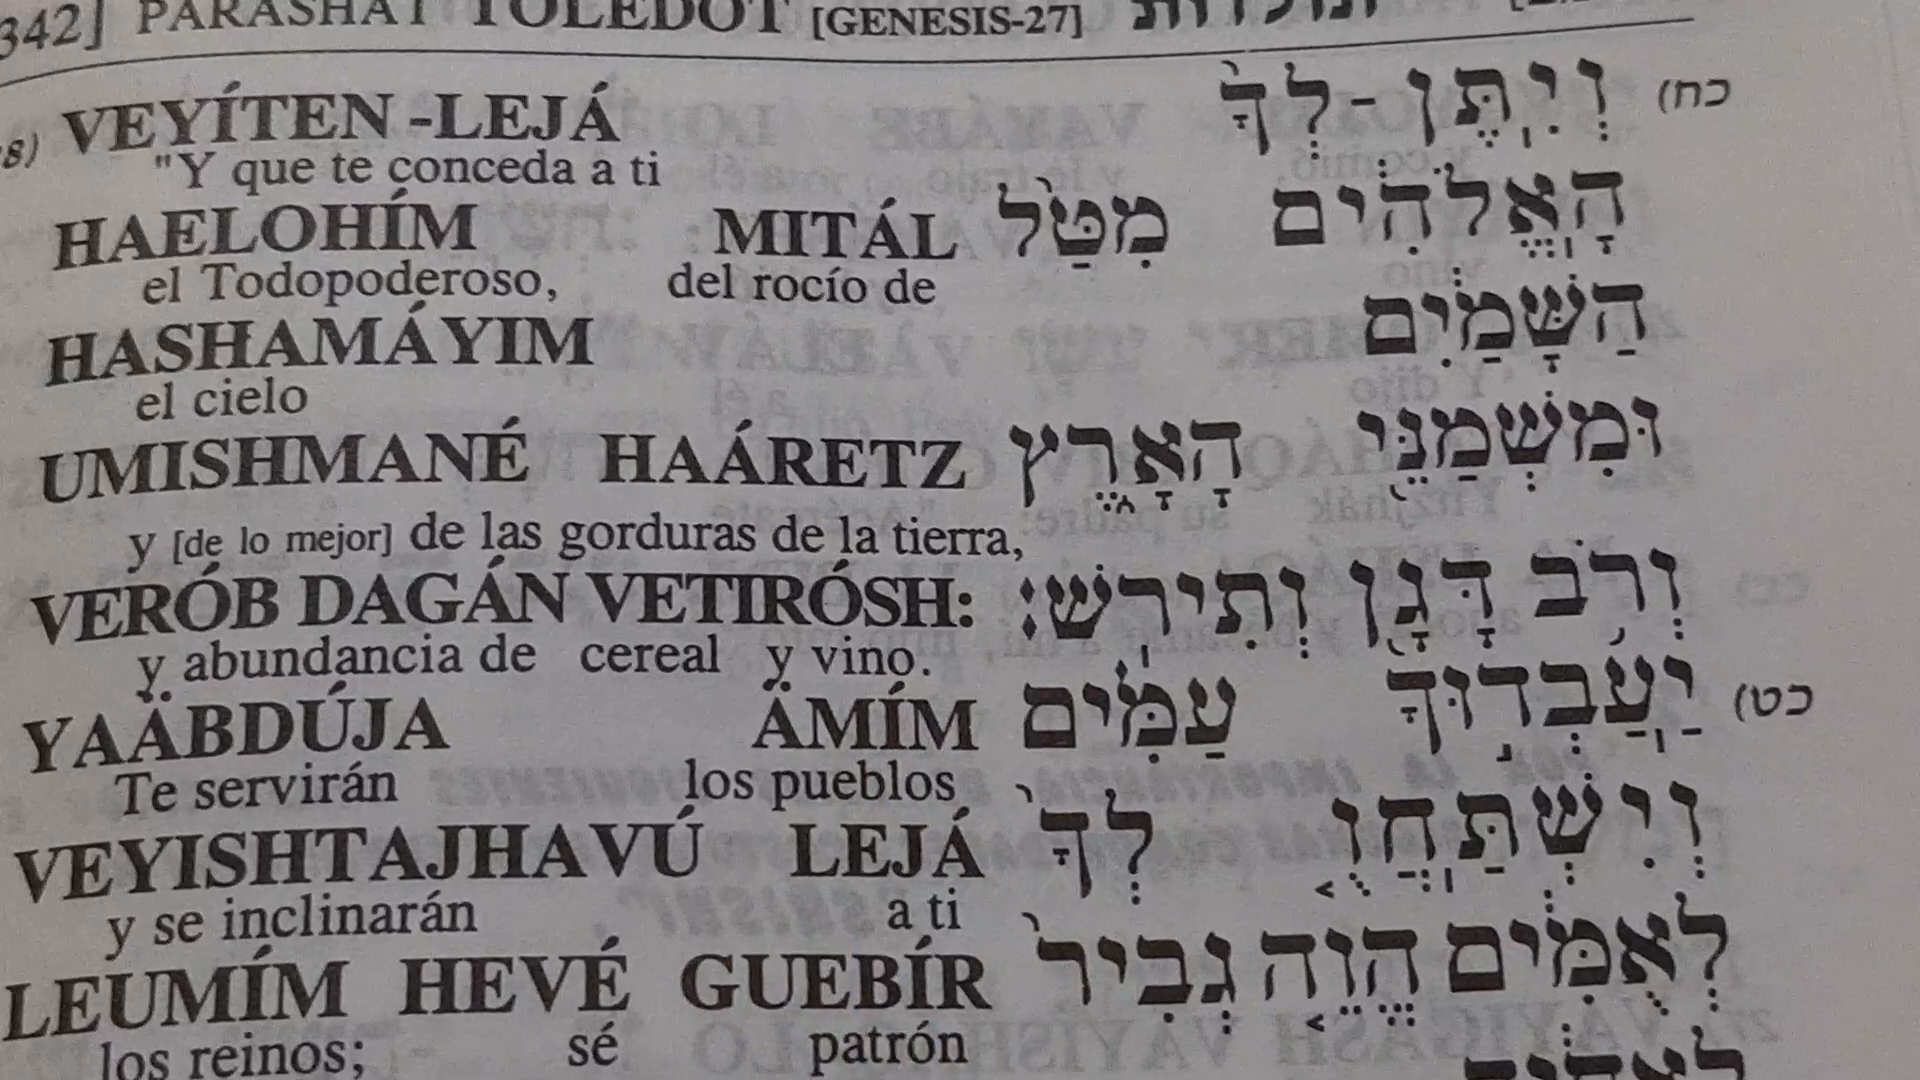 342] PARASHAT TOLEDOT [GENESIS-27] תולדות
8) VEYÍTEN -LEJÁ וְיִֽתֶּן־לְךָ֙ (כח
"Y que te conceda a ti
HAELOHÍM MITÁL מִטַּ֤ל הָאֱלֹהִ֔ים
el Todopoderoso, del rocío de
HASHAMÁYIM הַשָּׁמַ֔יִם
el cielo
UMISHMANÉ HAÁRETZ וּמִשְׁמַנֵּ֖י הָאָ֑רֶץ
y [de lo mejor] de las gorduras de la tierra,
VERÓB DAGÁN VETIRÓSH: וְרֹ֥ב דָּגָ֖ן וְתִירֹֽשׁ׃
y abundancia de cereal y vino.
YAÄBDÚJA ÄMÍM יַֽעַבְד֣וּךָ עַמִּ֗ים (כט
Te servirán los pueblos
VEYISHTAJHAVÚ LEJÁ וְיִשְׁתַּֽחֲו֤וּ לְךָ֙
y se inclinarán a ti
LEUMÍM HEVÉ GUEBÍR לְאֻמִּ֔ים הֱוֵ֤ה גְבִיר֙
los reinos; sé patrón